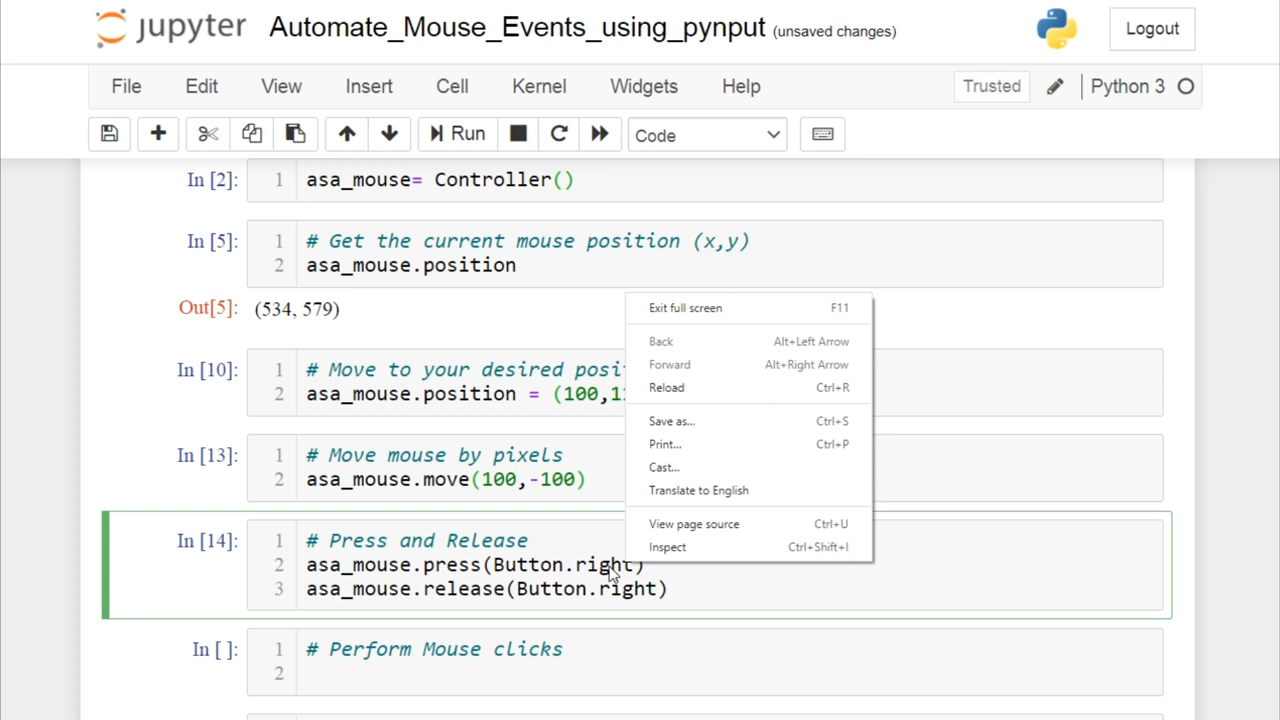 jupyter Automate_Mouse_Events_using_pynput (unsaved changes) Logout
File Edit View Insert Cell Kernel Widgets Help Trusted Python 3
Run Code
In [2]: 1 asa_mouse= Controller()
In [5]: 1 # Get the current mouse position (x,y)
2 asa_mouse.position
Out[5]: (534, 579)
In [10]: 1 # Move to your desired
2 asa_mouse.position = (100,
In [13]: 1 # Move mouse by pixels
2 asa_mouse.move(100,-100)
In [14]: 1 # Press and Release
2 asa_mouse.press(Button.right)
3 asa_mouse.release(Button.right)
In [ ]: 1 # Perform Mouse clicks
2
Exit full screen F11
Back Alt+Left Arrow
Forward Alt+Right Arrow
Reload Ctrl+R
Save as... Ctrl+S
Print... Ctrl+P
Cast...
Translate to English
View page source Ctrl+U
Inspect Ctrl+Shift+I